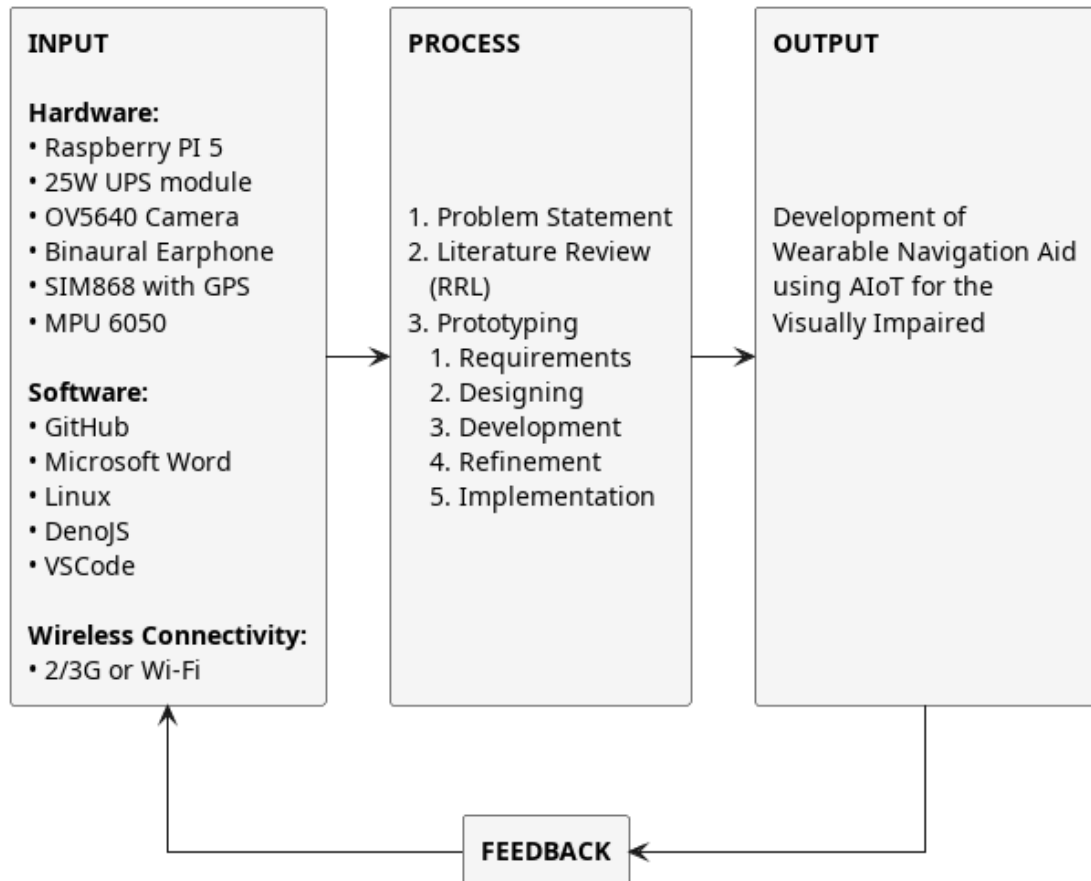 INPUT
Hardware:
• Raspberry PI 5
• 25W UPS module
• OV5640 Camera
• Binaural Earphone
• SIM868 with GPS
• MPU 6050
Software:
• GitHub
• Microsoft Word
• Linux
• DenoJS
• VSCode
Wireless Connectivity:
• 2/3G or Wi-Fi
PROCESS
1. Problem Statement
2. Literature Review
(RRL)
3. Prototyping
1. Requirements
2. Designing
3. Development
4. Refinement
5. Implementation
OUTPUT
Development of
Wearable Navigation Aid
using AIoT for the
Visually Impaired
FEEDBACK